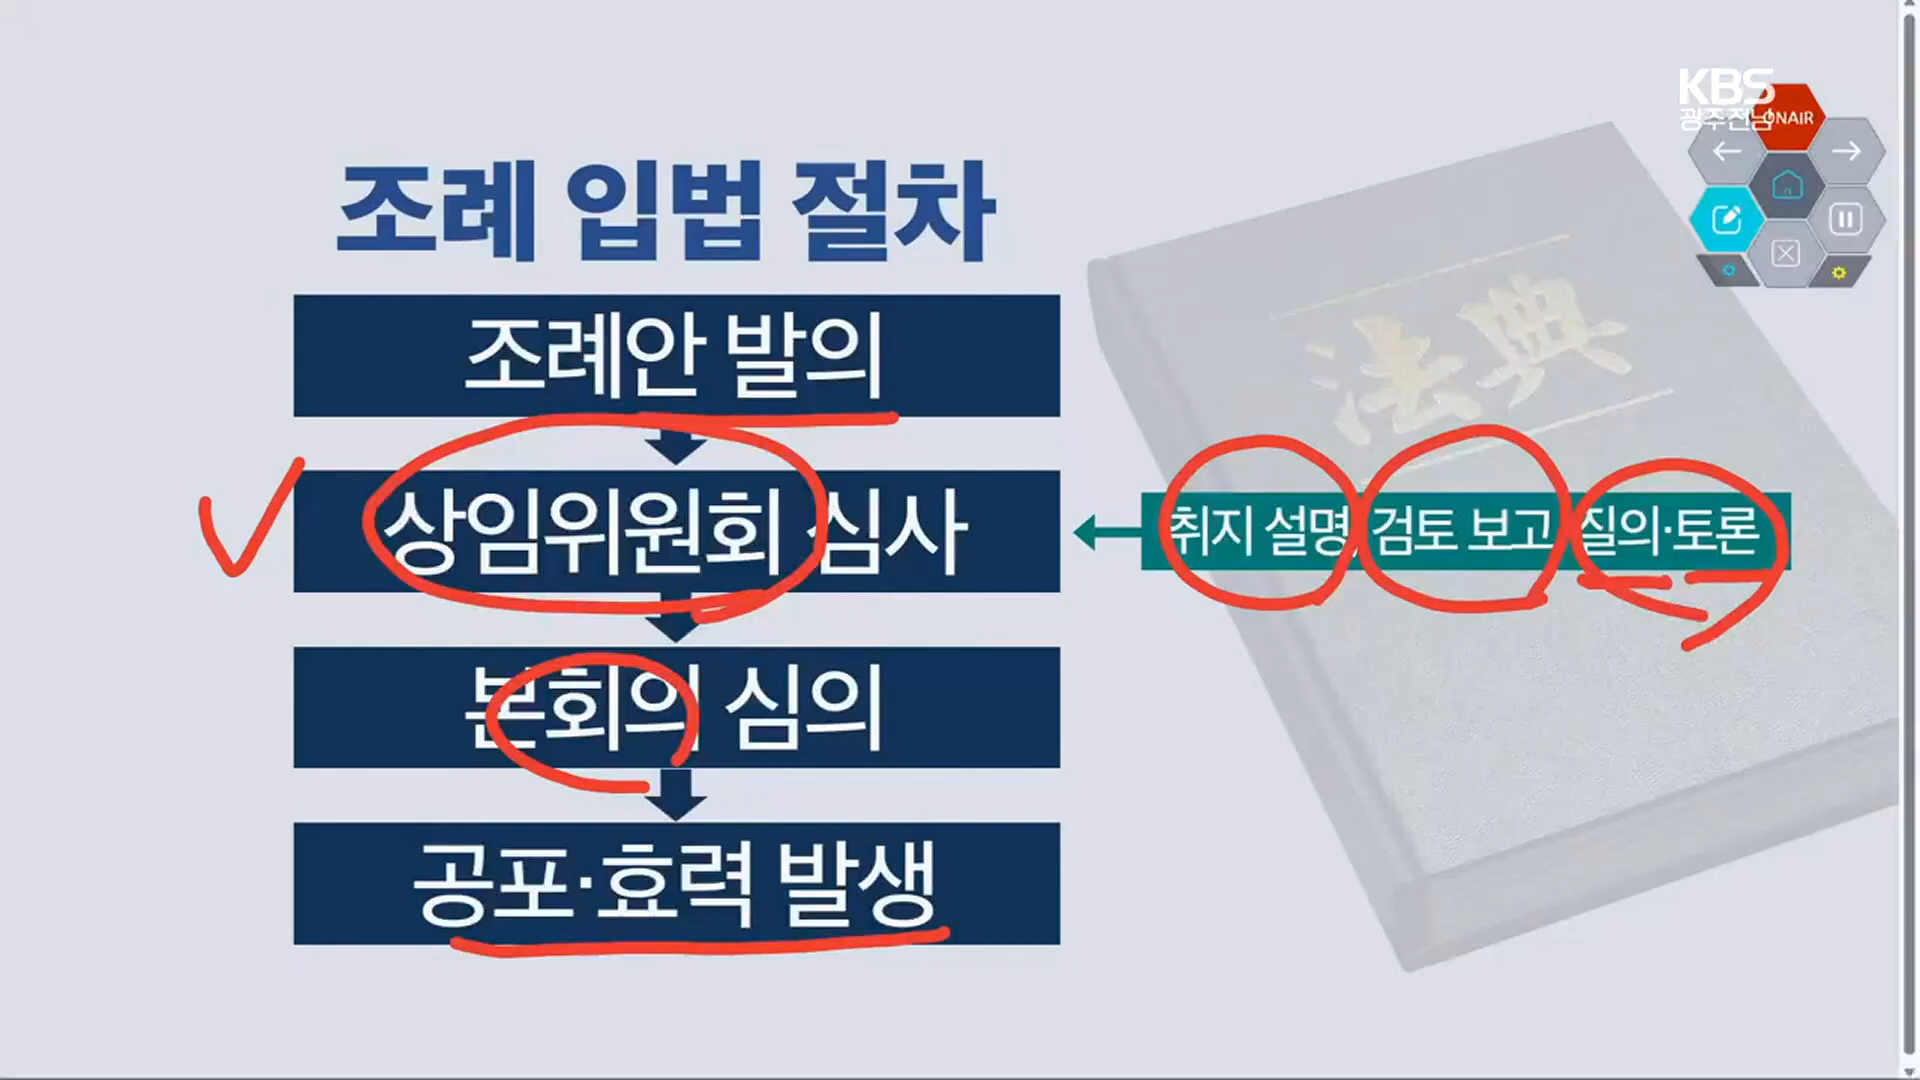 KBS
광주전남
ONAIR
조례 입법 절차
法典
조례안 발의
상임위원회 심사
취지 설명, 검토 보고, 질의·토론
본회의 심의
공포·효력 발생